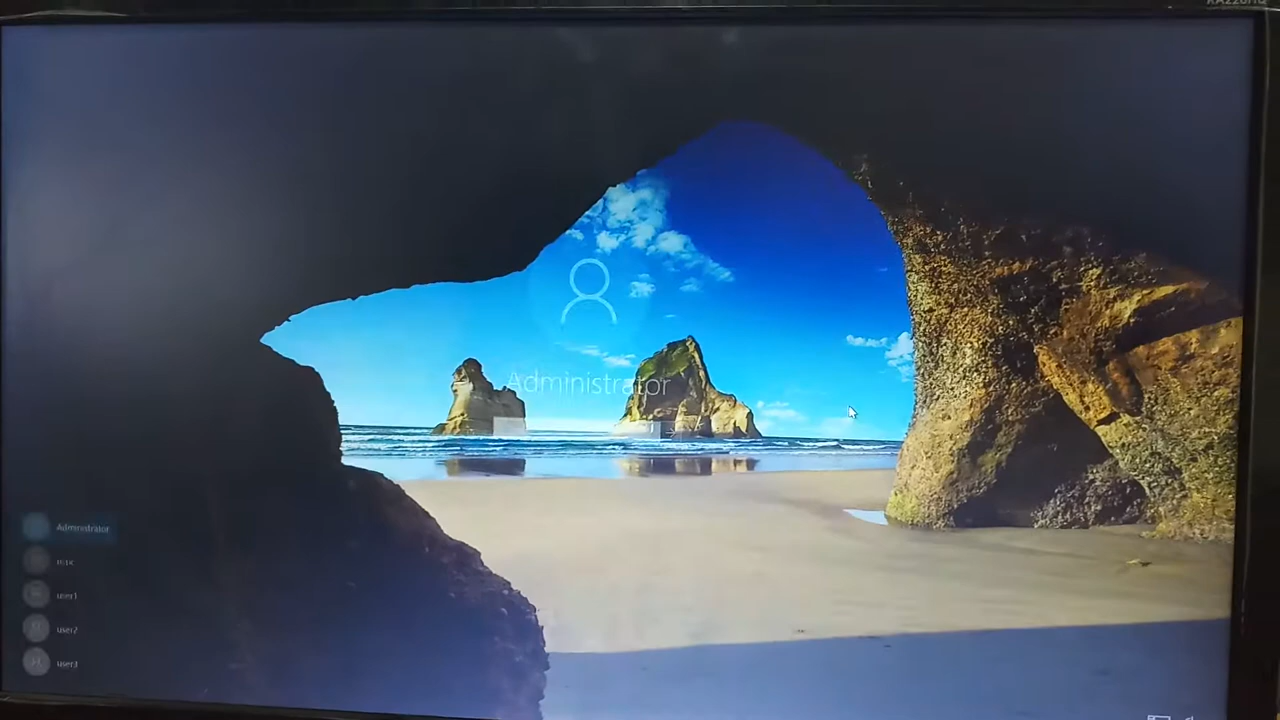 Administrator
Administrator
user1
user2
user3